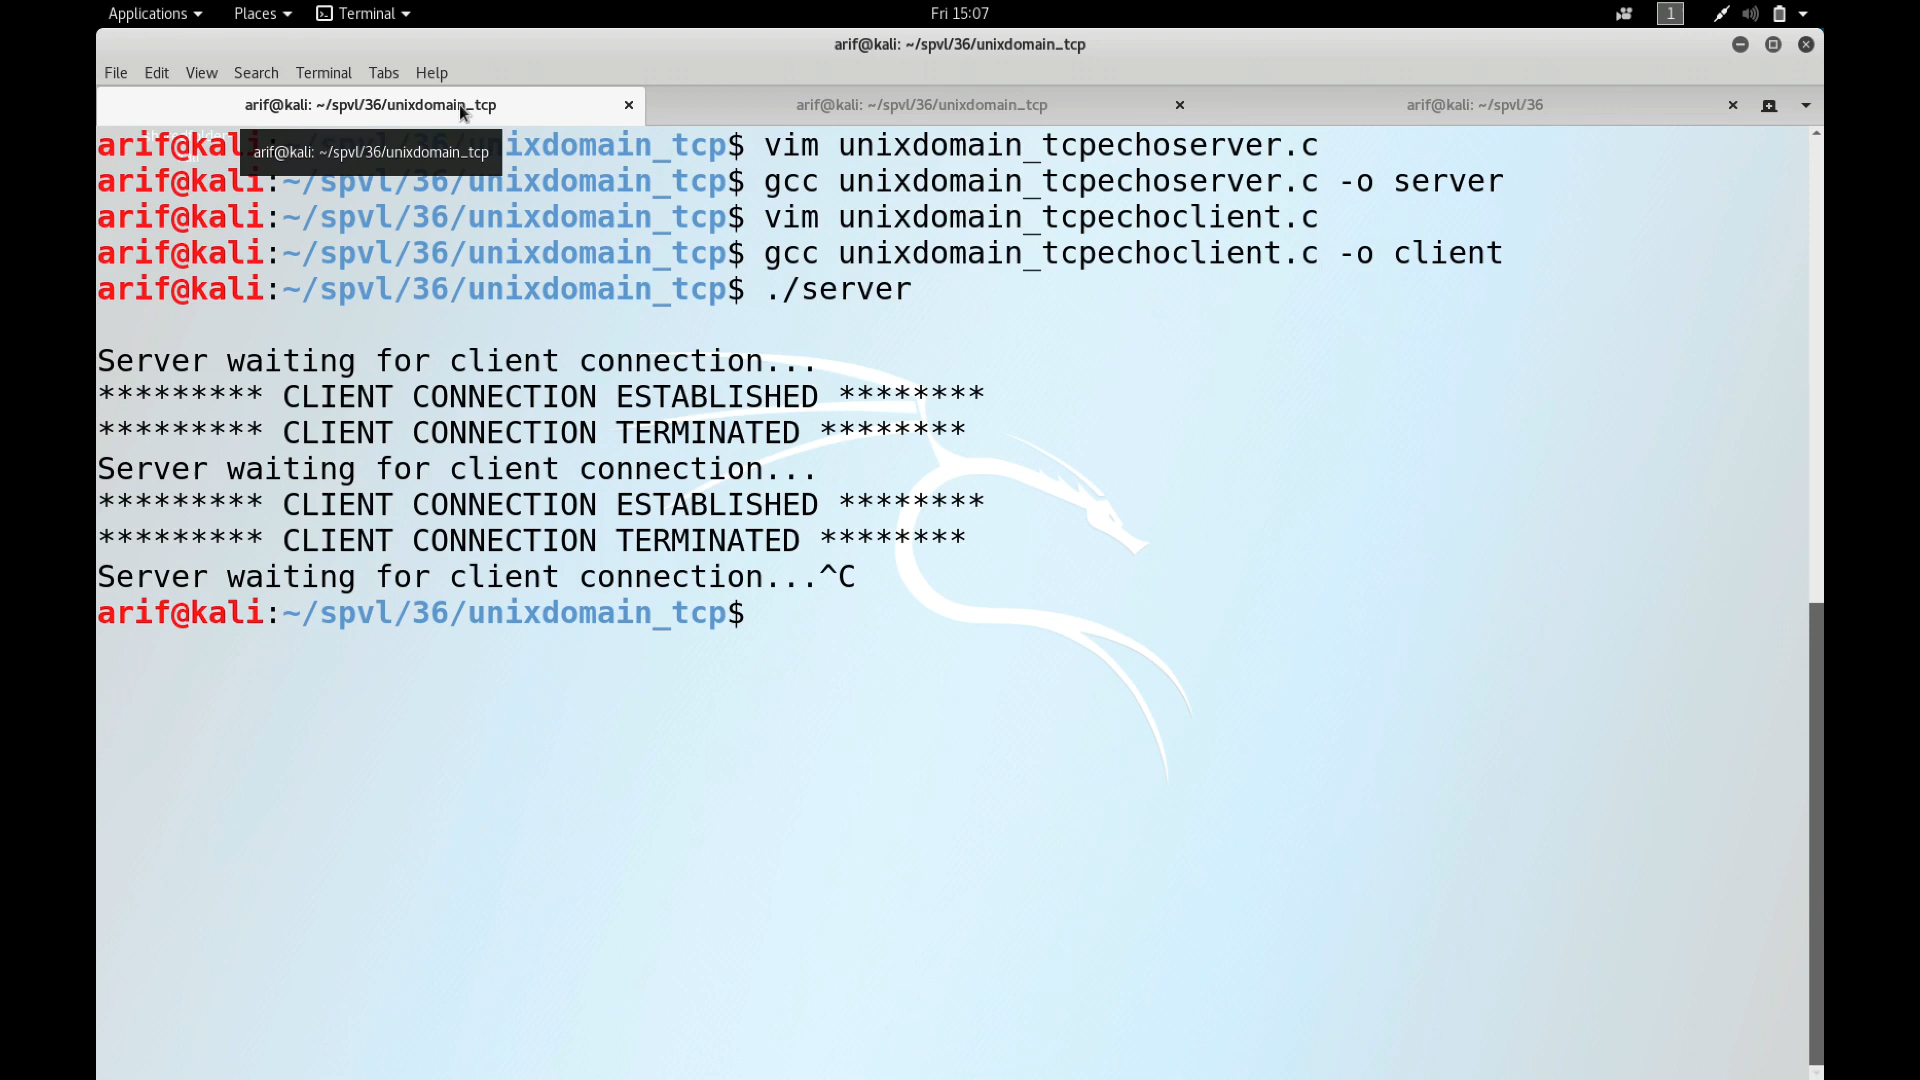 Applications Places Terminal Fri 15:07 1
arif@kali: ~/spvl/36/unixdomain_tcp
File Edit View Search Terminal Tabs Help
arif@kali: ~/spvl/36/unixdomain_tcp arif@kali: ~/spvl/36/unixdomain_tcp arif@kali: ~/spvl/36
arif@kali:~/spvl/36/unixdomain_tcp$ vim unixdomain_tcpechoserver.c
arif@kali: ~/spvl/36/unixdomain_tcp
arif@kali:~/spvl/36/unixdomain_tcp$ gcc unixdomain_tcpechoserver.c -o server
arif@kali:~/spvl/36/unixdomain_tcp$ vim unixdomain_tcpechoclient.c
arif@kali:~/spvl/36/unixdomain_tcp$ gcc unixdomain_tcpechoclient.c -o client
arif@kali:~/spvl/36/unixdomain_tcp$ ./server
Server waiting for client connection...
********* CLIENT CONNECTION ESTABLISHED ********
********* CLIENT CONNECTION TERMINATED ********
Server waiting for client connection...
********* CLIENT CONNECTION ESTABLISHED ********
********* CLIENT CONNECTION TERMINATED ********
Server waiting for client connection...^C
arif@kali:~/spvl/36/unixdomain_tcp$